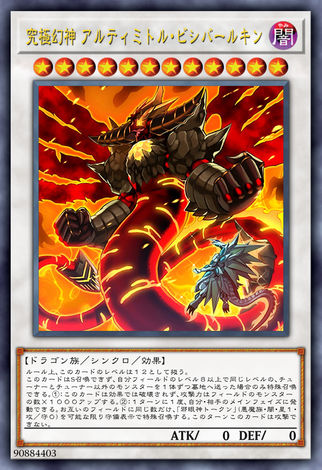 究極幻神 アルティミトル・ビシバールキン
闇
やみ
【ドラゴン族／シンクロ／効果】
ルール上、このカードのレベルは１２として扱う。
このカードはS召喚できず、自分フィールドのレベル８以上で同じレベルの、チュ
ーナーとチューナー以外のモンスターを１体ずつ墓地へ送った場合のみ特殊召喚
できる。①：このカードは効果では破壊されず、攻撃力はお互いのフィールドのモンスター
の数×１０００アップする。②：１ターンに１度、自分・相手のメインフェイズに発動
できる。お互いのフィールドに同じ数だけ、「邪眼神トークン」（悪魔族・闇・星１・
攻／守０）を可能な限り守備表示で特殊召喚する。このターンこのカードは攻撃で
きない。
ATK/ 0 DEF/ 0
90884403